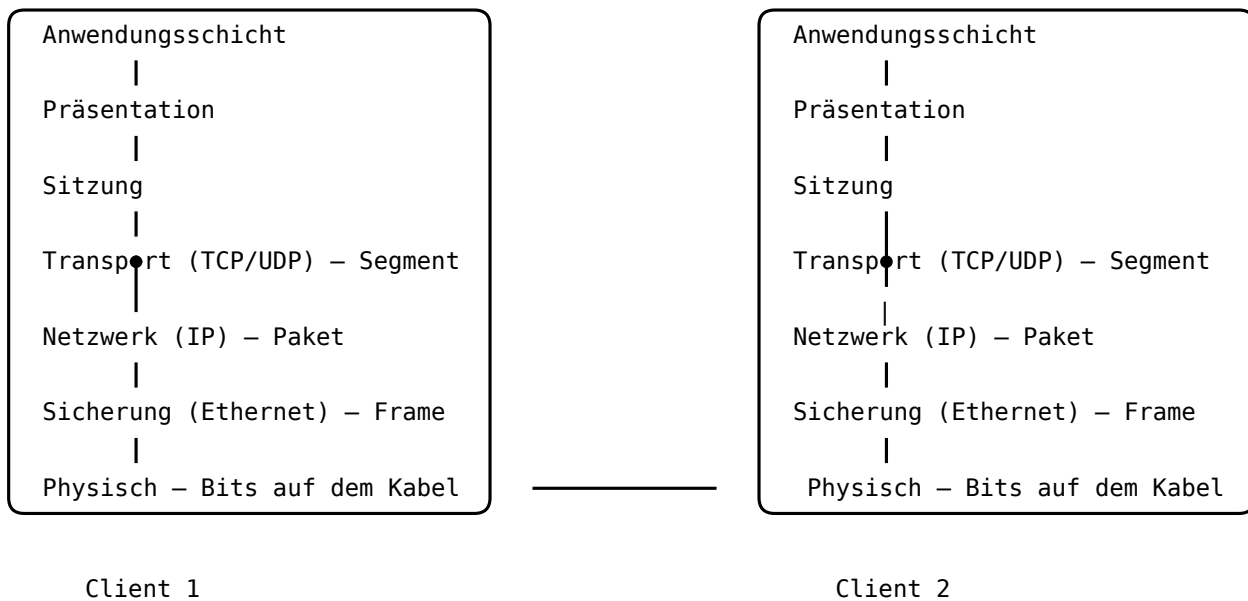 Anwendungsschicht
Präsentation
Sitzung
Transport (TCP/UDP) – Segment
Netzwerk (IP) – Paket
Sicherung (Ethernet) – Frame
Physisch – Bits auf dem Kabel
Client 1
Anwendungsschicht
Präsentation
Sitzung
Transport (TCP/UDP) – Segment
Netzwerk (IP) – Paket
Sicherung (Ethernet) – Frame
Physisch – Bits auf dem Kabel
Client 2